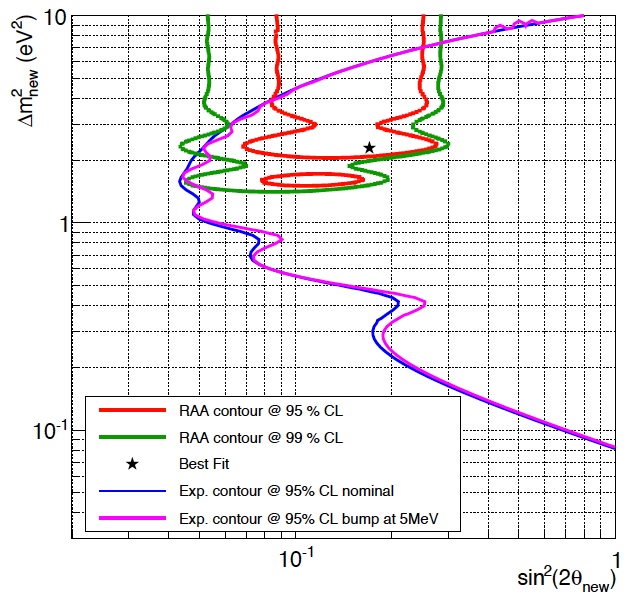 Δm²new (eV²)
10
1
10⁻¹
RAA contour @ 95 % CL
RAA contour @ 99 % CL
Best Fit
Exp. contour @ 95% CL nominal
Exp. contour @ 95% CL bump at 5MeV
10⁻¹
1
sin²(2θnew)